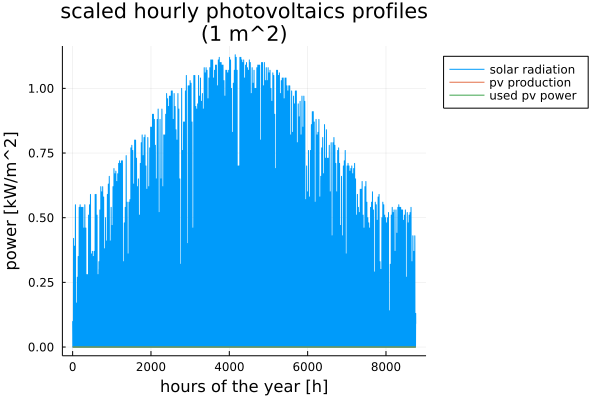 scaled hourly photovoltaics profiles
(1 m^2)
solar radiation
pv production
used pv power
power [kW/m^2]
1.00
0.75
0.50
0.25
0.00
0
2000
4000
6000
8000
hours of the year [h]